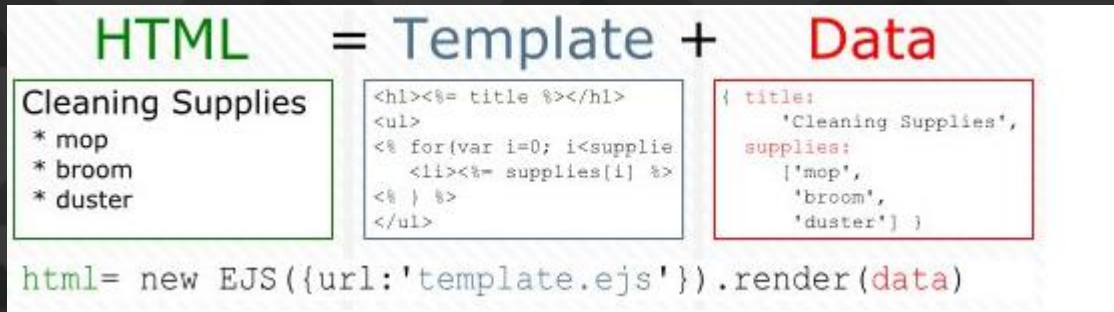 HTML = Template + Data
Cleaning Supplies
* mop
* broom
* duster
<h1><%= title %></h1>
<ul>
<% for(var i=0; i<supplie
<li><%= supplies[i] %>
<% } %>
</ul>
{ title:
'Cleaning Supplies',
supplies:
['mop',
'broom',
'duster'] }
html= new EJS({url:'template.ejs'}).render(data)